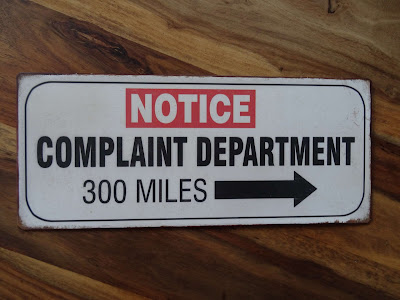 NOTICE
COMPLAINT DEPARTMENT
300 MILES